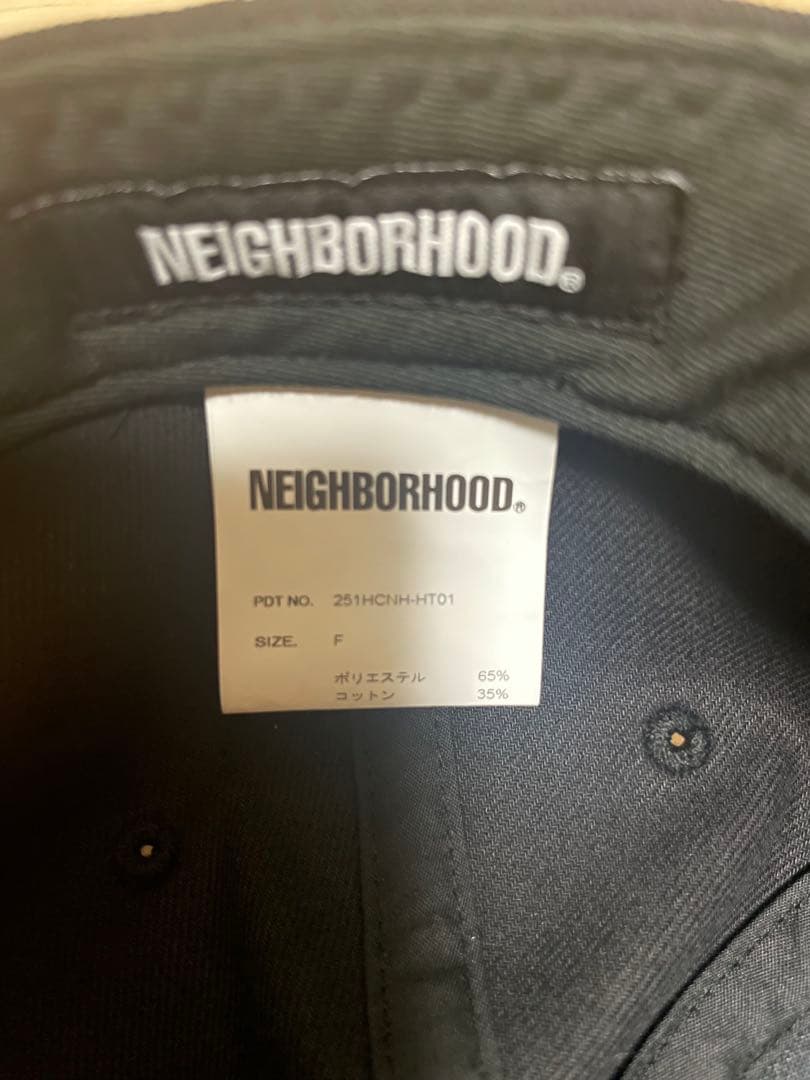 NEIGHBORHOOD®
NEIGHBORHOOD®
PDT NO. 251HCNH-HT01
SIZE. F
ポリエステル 65%
コットン 35%